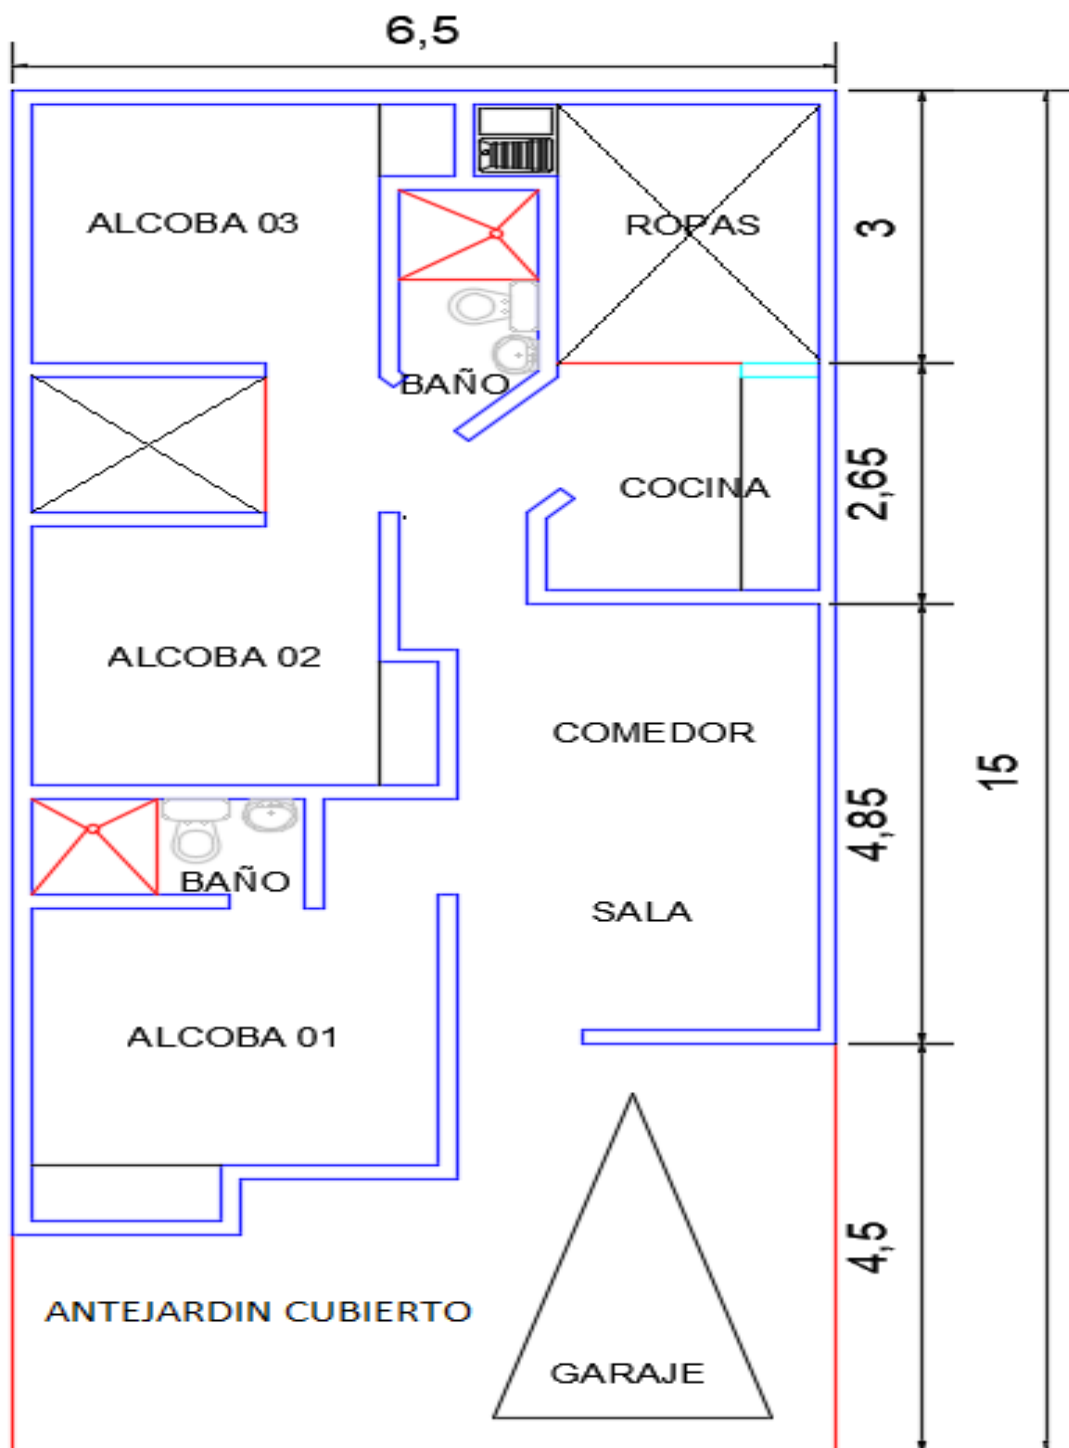 6,5
ALCOBA 03
ROPAS
3
BAÑO
COCINA
2,65
ALCOBA 02
COMEDOR
15
4,85
BAÑO
SALA
ALCOBA 01
4,5
ANTEJARDIN CUBIERTO
GARAJE